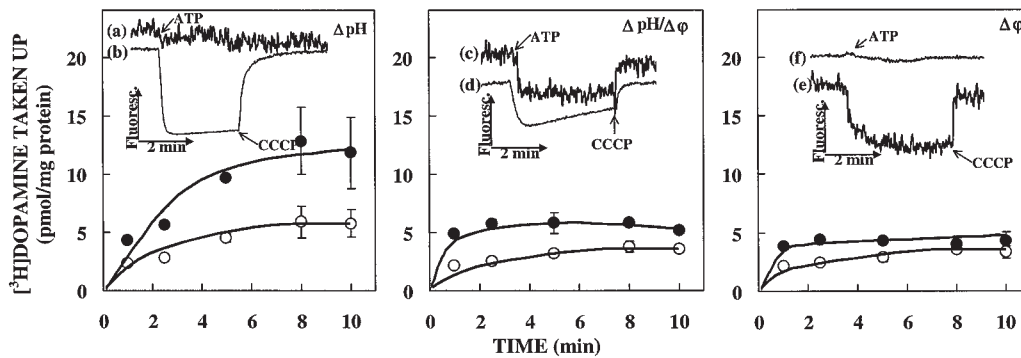 [³H]DOPAMINE TAKEN UP
(pmol/mg protein)
20
15
10
5
0
0 2 4 6 8 10
ΔpH
(a)
ATP
(b)
Fluoresc.
2 min
CCCP
20
15
10
5
0
0 2 4 6 8 10
ΔpH/Δφ
(c)
ATP
(d)
Fluoresc.
2 min
CCCP
20
15
10
5
0
0 2 4 6 8 10
Δφ
(f)
ATP
(e)
Fluoresc.
2 min
CCCP
TIME (min)